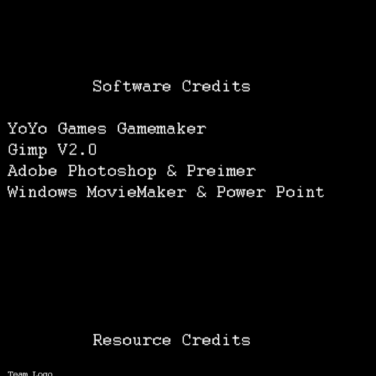 Software Credits
YoYo Games Gamemaker
Gimp V2.0
Adobe Photoshop & Preimer
Windows MovieMaker & Power Point
Resource Credits
Team Logo